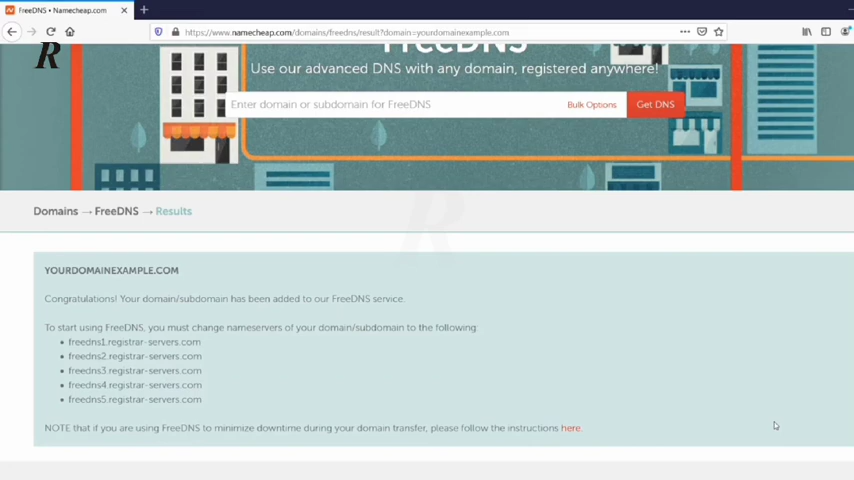 FreeDNS • Namecheap.com
https://www.namecheap.com/domains/freedns/result?domain=yourdomainexample.com
R
FreeDNS
Use our advanced DNS with any domain, registered anywhere!
Enter domain or subdomain for FreeDNS
Bulk Options
Get DNS
Domains → FreeDNS → Results
R
YOURDOMAINEXAMPLE.COM
Congratulations! Your domain/subdomain has been added to our FreeDNS service.
To start using FreeDNS, you must change nameservers of your domain/subdomain to the following:
• freedns1.registrar-servers.com
• freedns2.registrar-servers.com
• freedns3.registrar-servers.com
• freedns4.registrar-servers.com
• freedns5.registrar-servers.com
NOTE that if you are using FreeDNS to minimize downtime during your domain transfer, please follow the instructions here.